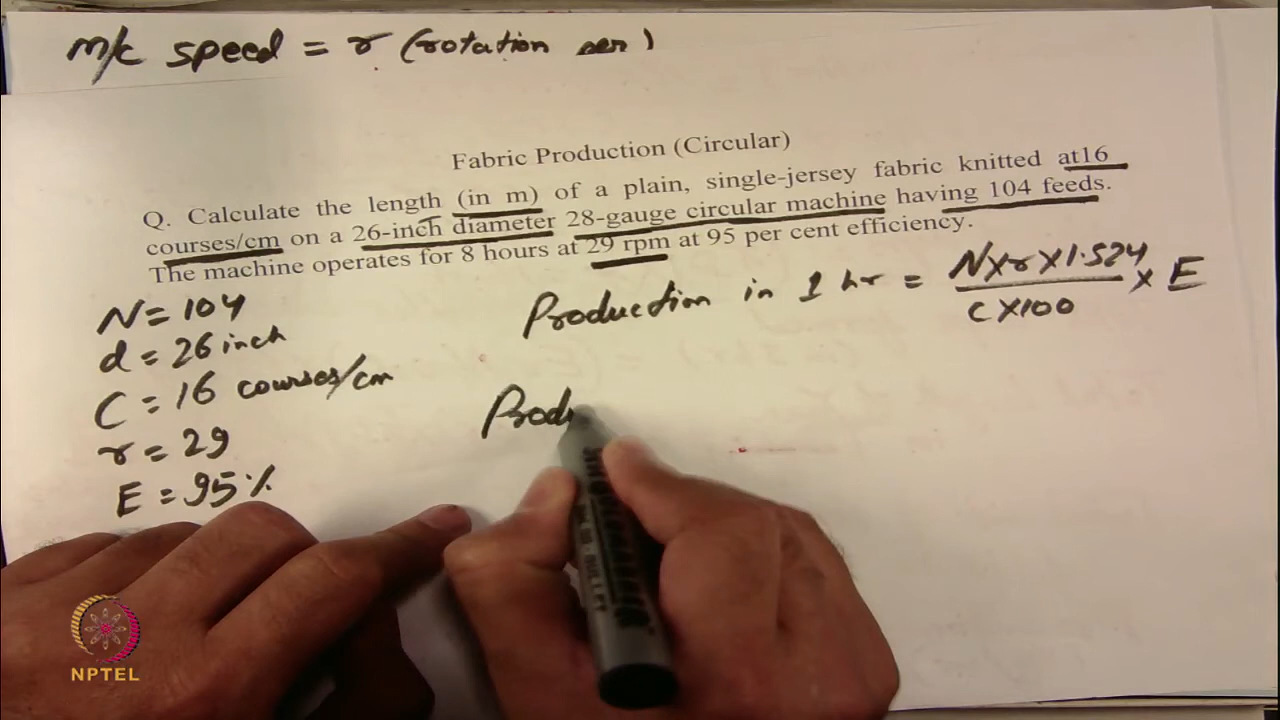 m/c speed = r (rotation
Fabric Production (Circular)
Q. Calculate the length (in m) of a plain, single-jersey fabric knitted at16
courses/cm on a 26-inch diameter 28-gauge circular machine having 104 feeds.
The machine operates for 8 hours at 29 rpm at 95 per cent efficiency.
N = 104
d = 26 inch
C = 16 courses/cm
r = 29
E = 95%
Production in 1 hr = N×r×1.524 / C×100 × E
Prod
NPTEL